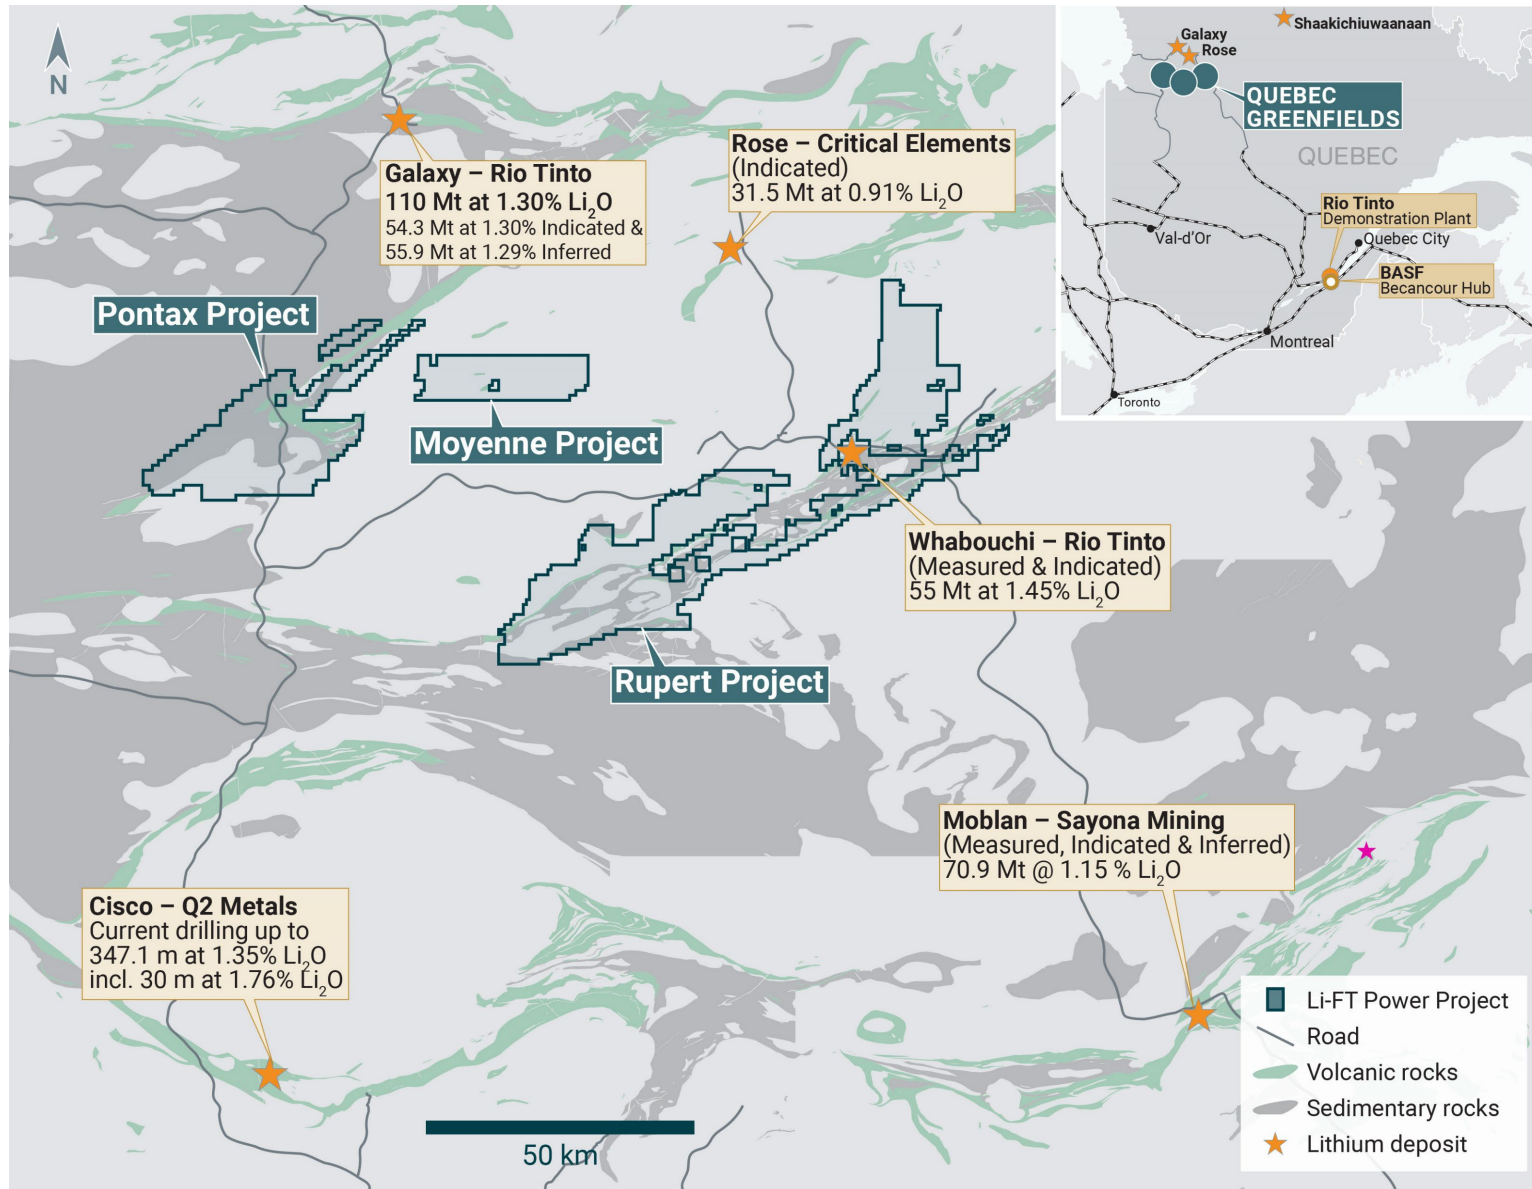 N
Galaxy – Rio Tinto
110 Mt at 1.30% Li₂O
54.3 Mt at 1.30% Indicated &
55.9 Mt at 1.29% Inferred
Rose – Critical Elements
(Indicated)
31.5 Mt at 0.91% Li₂O
Pontax Project
Moyenne Project
Whabouchi – Rio Tinto
(Measured & Indicated)
55 Mt at 1.45% Li₂O
Rupert Project
Moblan – Sayona Mining
(Measured, Indicated & Inferred)
70.9 Mt @ 1.15 % Li₂O
Cisco – Q2 Metals
Current drilling up to
347.1 m at 1.35% Li₂O
incl. 30 m at 1.76% Li₂O
50 km
Shaakichiuwaanaan
Galaxy
Rose
QUEBEC
GREENFIELDS
QUEBEC
Rio Tinto
Demonstration Plant
Val-d'Or
Quebec City
BASF
Becancour Hub
Montreal
Toronto
Li-FT Power Project
Road
Volcanic rocks
Sedimentary rocks
Lithium deposit